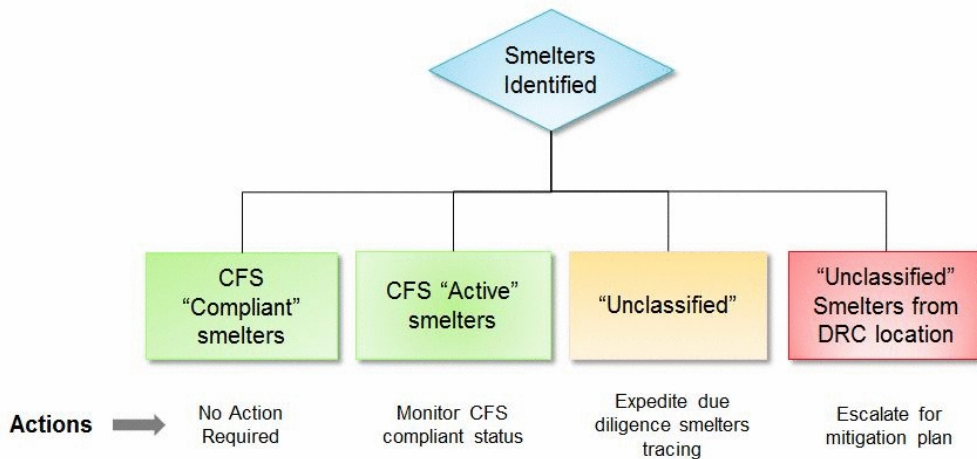 Smelters
Identified
CFS
“Compliant”
smelters
CFS “Active”
smelters
“Unclassified”
“Unclassified”
Smelters from
DRC location
Actions
No Action
Required
Monitor CFS
compliant status
Expedite due
diligence smelters
tracing
Escalate for
mitigation plan